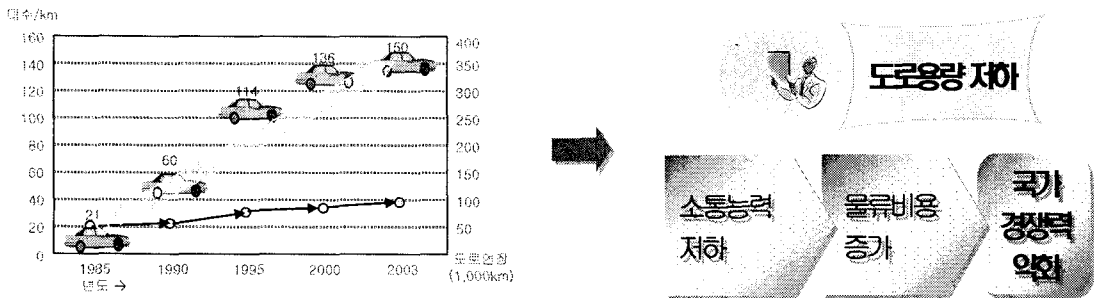 대수/km
160
140
120
100
80
60
40
20
0
21
60
114
136
150
400
350
300
250
200
150
100
50
1985
1990
1995
2000
2003
년도 →
도로연장
(1,000km)
도로용량 저하
소통능력
저하
물류비용
증가
국가
경쟁력
악화